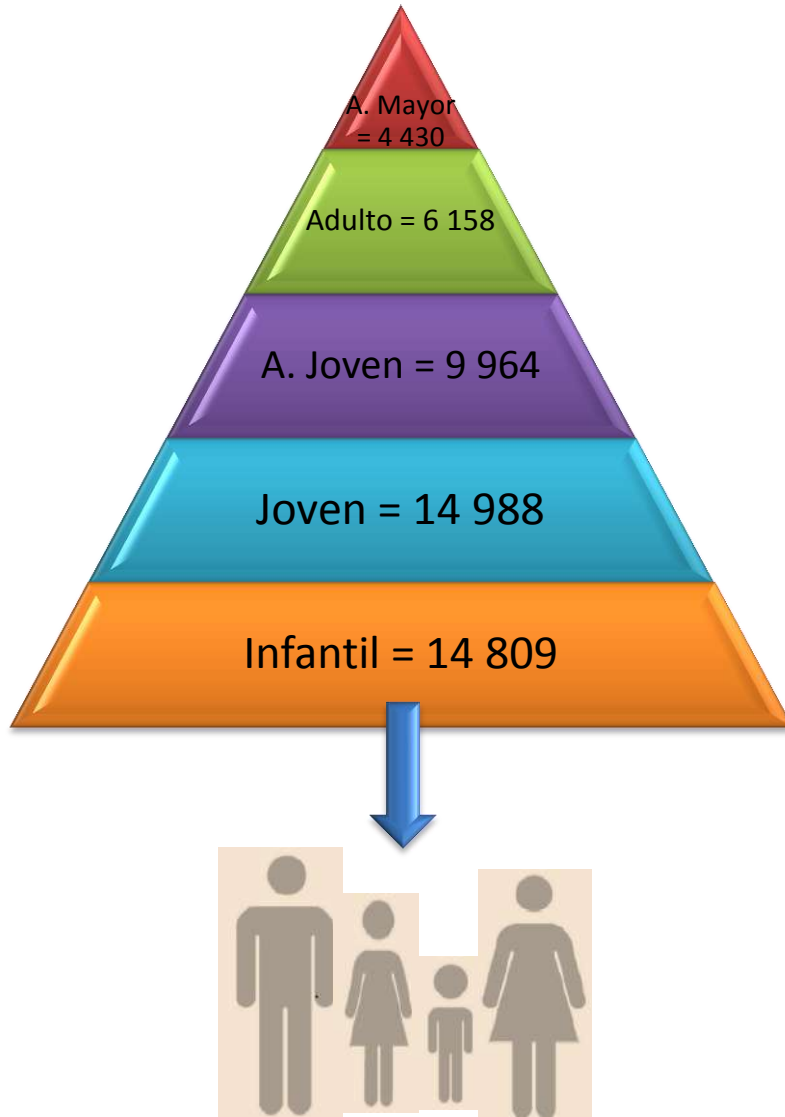 A. Mayor
= 4 430
Adulto = 6 158
A. Joven = 9 964
Joven = 14 988
Infantil = 14 809